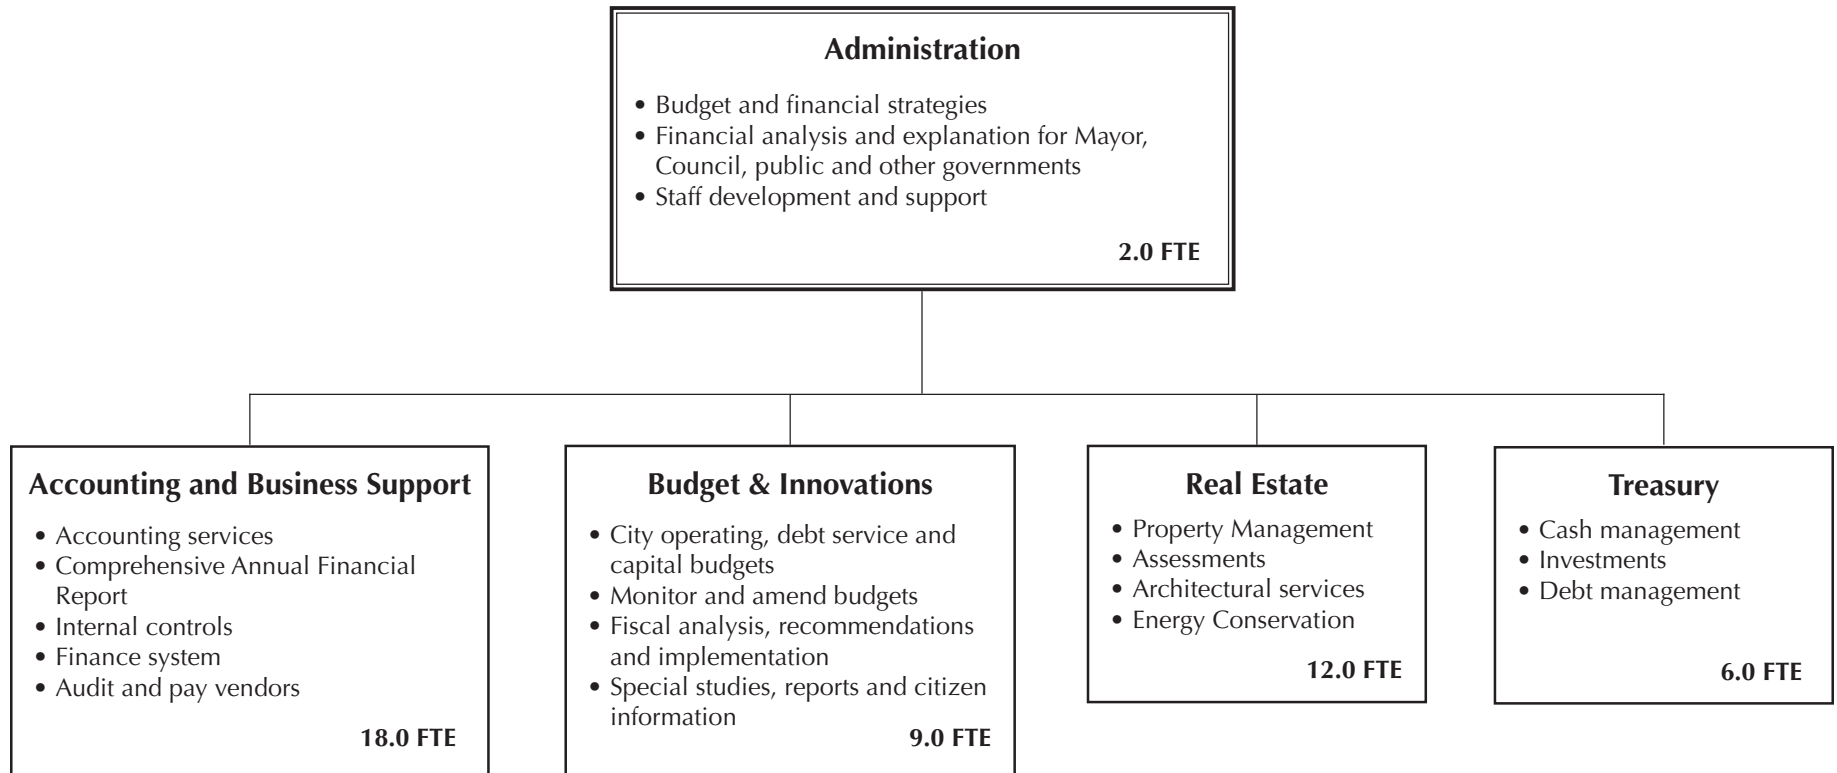 Administration
• Budget and financial strategies
• Financial analysis and explanation for Mayor,
Council, public and other governments
• Staff development and support
2.0 FTE
Accounting and Business Support
• Accounting services
• Comprehensive Annual Financial
Report
• Internal controls
• Finance system
• Audit and pay vendors
18.0 FTE
Budget & Innovations
• City operating, debt service and
capital budgets
• Monitor and amend budgets
• Fiscal analysis, recommendations
and implementation
• Special studies, reports and citizen
information
9.0 FTE
Real Estate
• Property Management
• Assessments
• Architectural services
• Energy Conservation
12.0 FTE
Treasury
• Cash management
• Investments
• Debt management
6.0 FTE